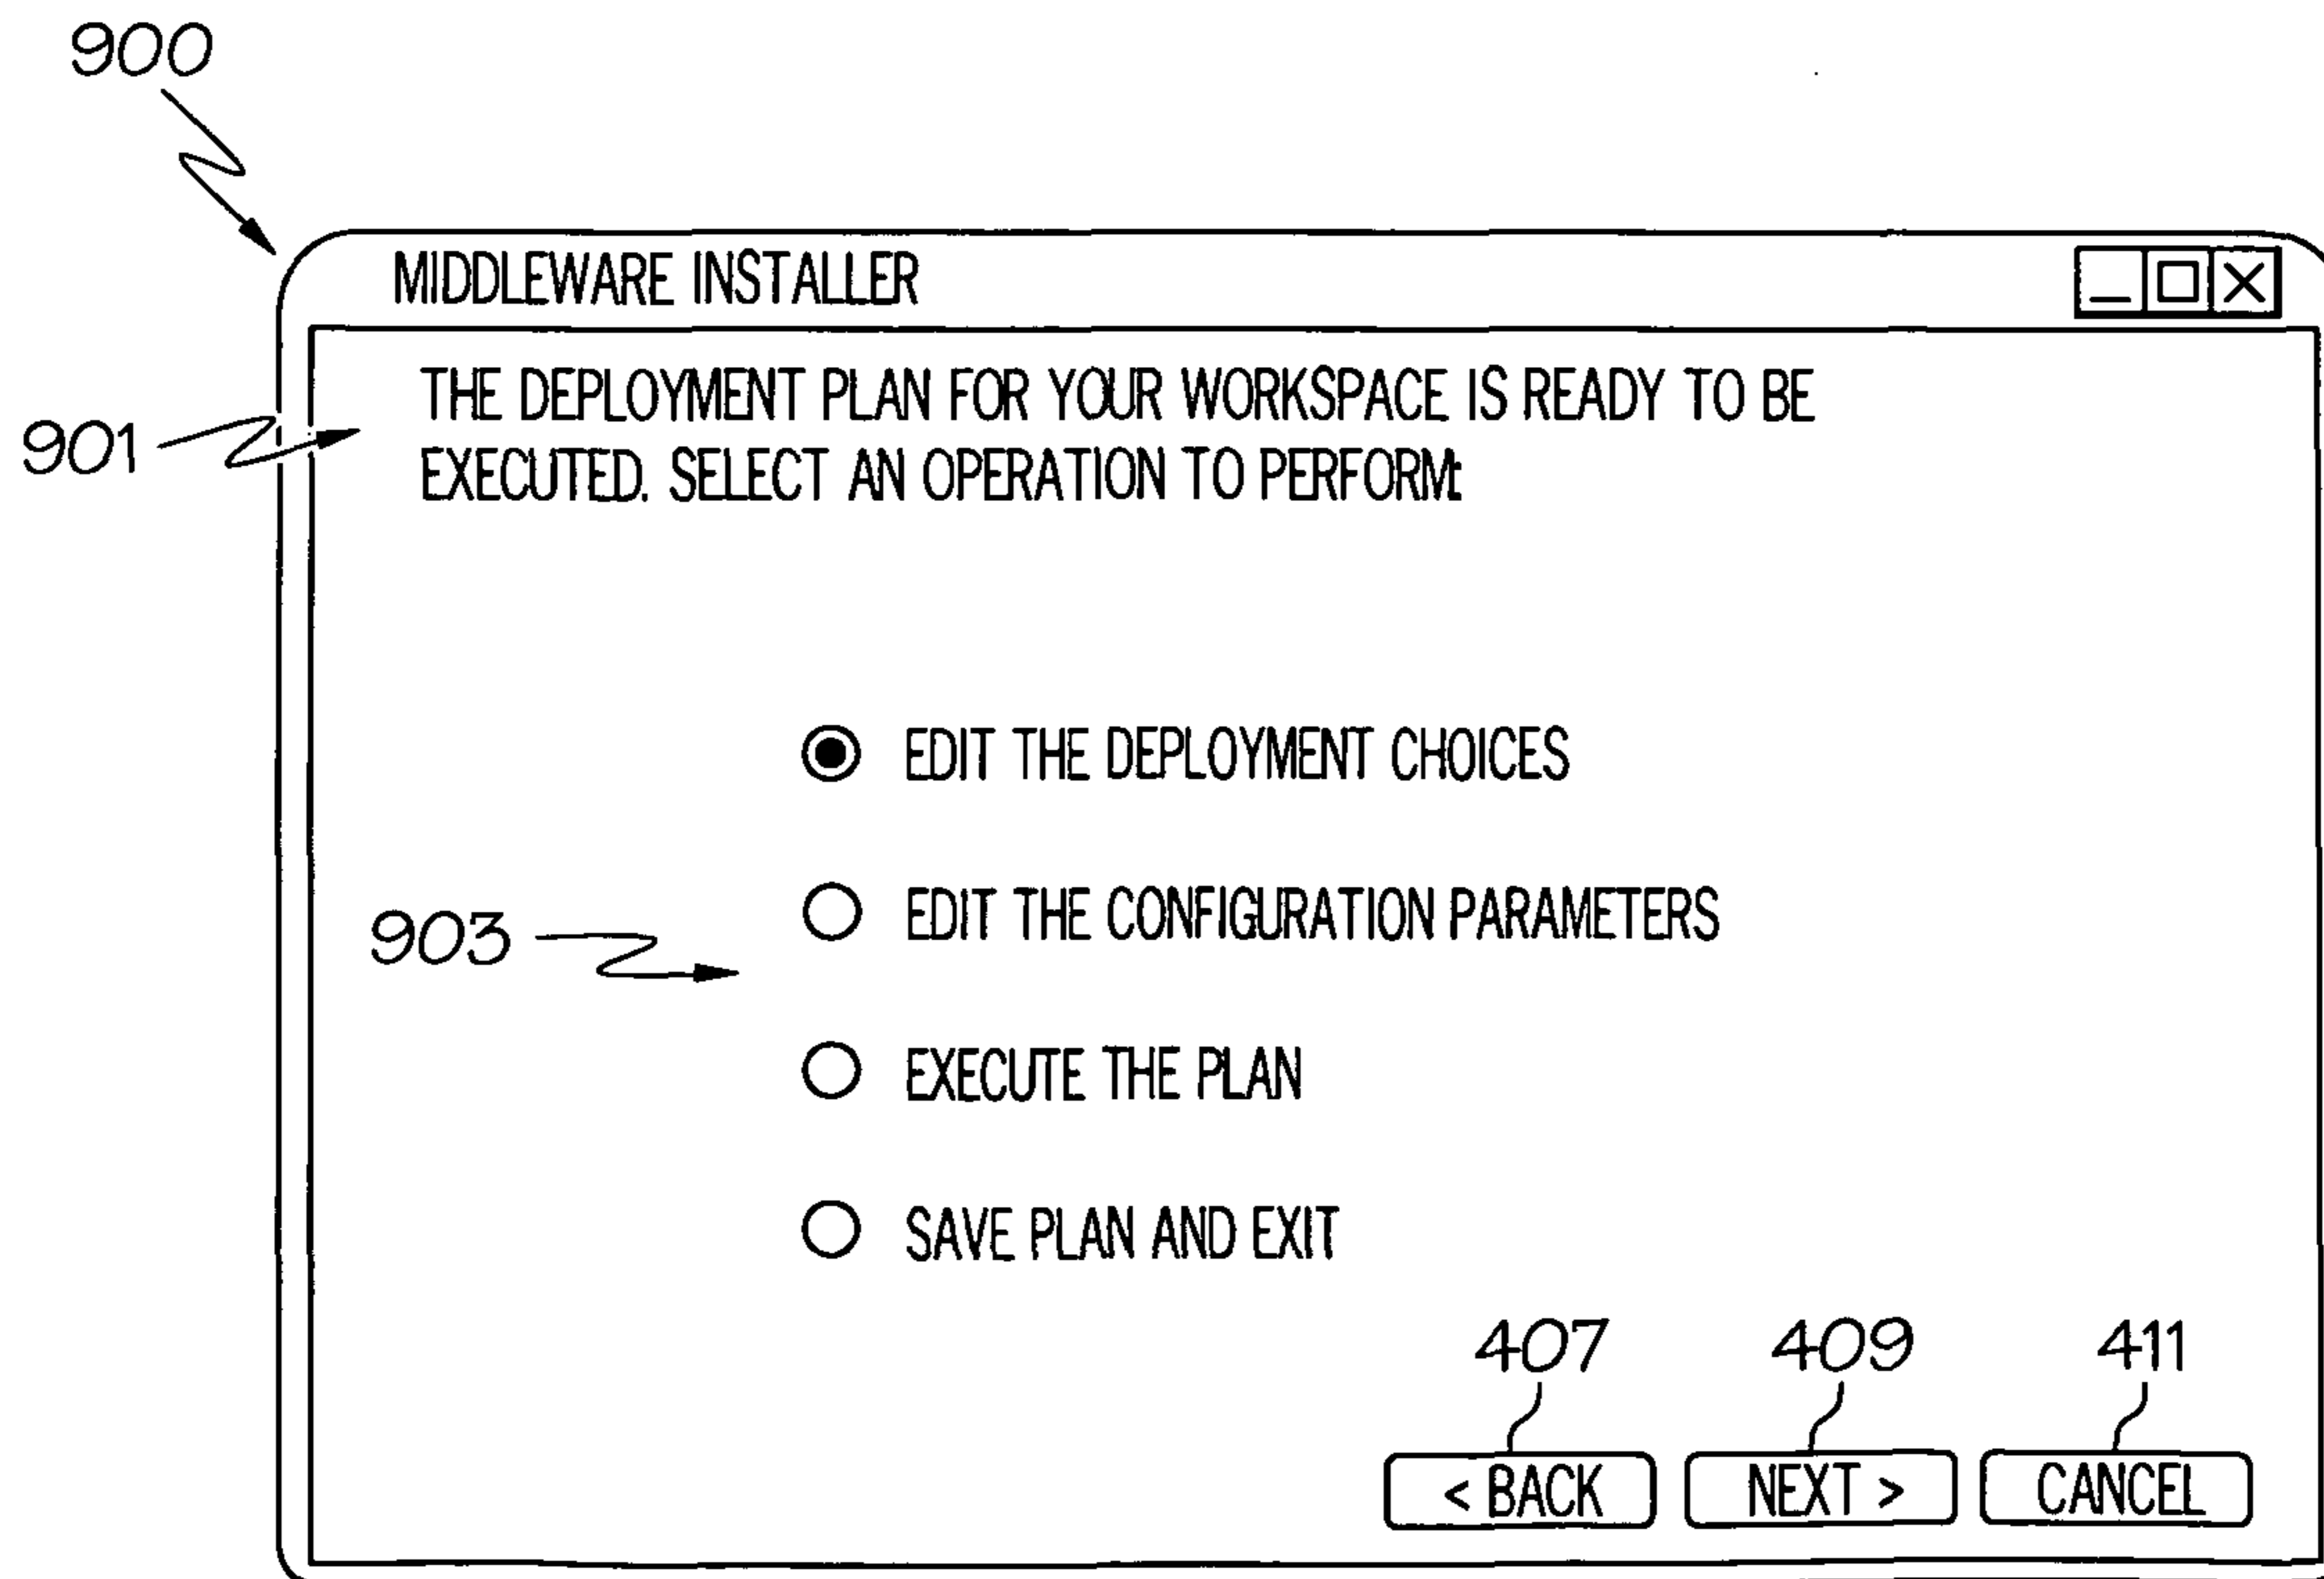 900
MIDDLEWARE INSTALLER
901
THE DEPLOYMENT PLAN FOR YOUR WORKSPACE IS READY TO BE
EXECUTED. SELECT AN OPERATION TO PERFORM:
EDIT THE DEPLOYMENT CHOICES
EDIT THE CONFIGURATION PARAMETERS
903
EXECUTE THE PLAN
SAVE PLAN AND EXIT
407 409 411
< BACK NEXT > CANCEL